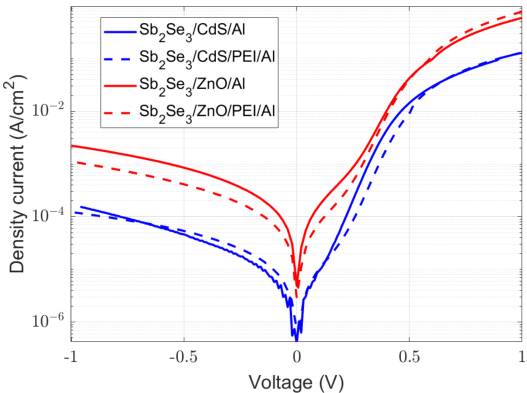 Sb2Se3/CdS/Al
Sb2Se3/CdS/PEI/Al
Sb2Se3/ZnO/Al
Sb2Se3/ZnO/PEI/Al
Density current (A/cm2)
10-2
10-4
10-6
-1
-0.5
0
0.5
1
Voltage (V)